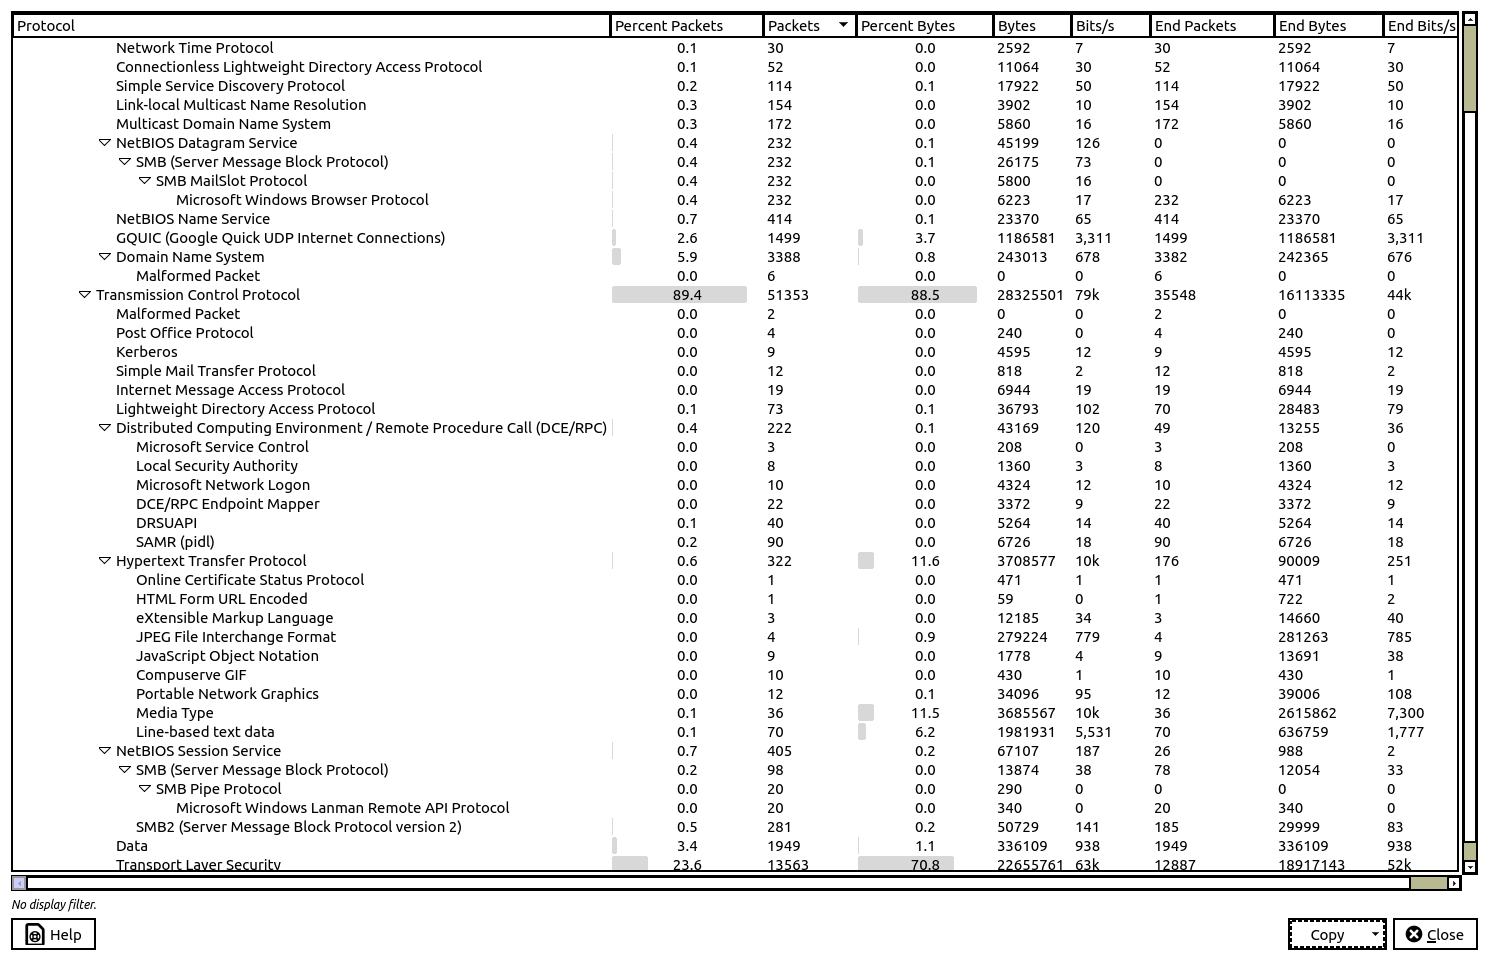 Protocol Percent Packets Packets Percent Bytes Bytes Bits/s End Packets End Bytes End Bits/s
Network Time Protocol 0.1 30 0.0 2592 7 30 2592 7
Connectionless Lightweight Directory Access Protocol 0.1 52 0.0 11064 30 52 11064 30
Simple Service Discovery Protocol 0.2 114 0.1 17922 50 114 17922 50
Link-local Multicast Name Resolution 0.3 154 0.0 3902 10 154 3902 10
Multicast Domain Name System 0.3 172 0.0 5860 16 172 5860 16
NetBIOS Datagram Service 0.4 232 0.1 45199 126 0 0 0
SMB (Server Message Block Protocol) 0.4 232 0.1 26175 73 0 0 0
SMB MailSlot Protocol 0.4 232 0.0 5800 16 0 0 0
Microsoft Windows Browser Protocol 0.4 232 0.0 6223 17 232 6223 17
NetBIOS Name Service 0.7 414 0.1 23370 65 414 23370 65
GQUIC (Google Quick UDP Internet Connections) 2.6 1499 3.7 1186581 3,311 1499 1186581 3,311
Domain Name System 5.9 3388 0.8 243013 678 3382 242365 676
Malformed Packet 0.0 6 0.0 0 0 6 0 0
Transmission Control Protocol 89.4 51353 88.5 28325501 79k 35548 16113335 44k
Malformed Packet 0.0 2 0.0 0 0 2 0 0
Post Office Protocol 0.0 4 0.0 240 0 4 240 0
Kerberos 0.0 9 0.0 4595 12 9 4595 12
Simple Mail Transfer Protocol 0.0 12 0.0 818 2 12 818 2
Internet Message Access Protocol 0.0 19 0.0 6944 19 19 6944 19
Lightweight Directory Access Protocol 0.1 73 0.1 36793 102 70 28483 79
Distributed Computing Environment / Remote Procedure Call (DCE/RPC) 0.4 222 0.1 43169 120 49 13255 36
Microsoft Service Control 0.0 3 0.0 208 0 3 208 0
Local Security Authority 0.0 8 0.0 1360 3 8 1360 3
Microsoft Network Logon 0.0 10 0.0 4324 12 10 4324 12
DCE/RPC Endpoint Mapper 0.0 22 0.0 3372 9 22 3372 9
DRSUAPI 0.1 40 0.0 5264 14 40 5264 14
SAMR (pidl) 0.2 90 0.0 6726 18 90 6726 18
Hypertext Transfer Protocol 0.6 322 11.6 3708577 10k 176 90009 251
Online Certificate Status Protocol 0.0 1 0.0 471 1 1 471 1
HTML Form URL Encoded 0.0 1 0.0 59 0 1 722 2
eXtensible Markup Language 0.0 3 0.0 12185 34 3 14660 40
JPEG File Interchange Format 0.0 4 0.9 279224 779 4 281263 785
JavaScript Object Notation 0.0 9 0.0 1778 4 9 13691 38
Compuserve GIF 0.0 10 0.0 430 1 10 430 1
Portable Network Graphics 0.0 12 0.1 34096 95 12 39006 108
Media Type 0.1 36 11.5 3685567 10k 36 2615862 7,300
Line-based text data 0.1 70 6.2 1981931 5,531 70 636759 1,777
NetBIOS Session Service 0.7 405 0.2 67107 187 26 988 2
SMB (Server Message Block Protocol) 0.2 98 0.0 13874 38 78 12054 33
SMB Pipe Protocol 0.0 20 0.0 290 0 0 0 0
Microsoft Windows Lanman Remote API Protocol 0.0 20 0.0 340 0 20 340 0
SMB2 (Server Message Block Protocol version 2) 0.5 281 0.2 50729 141 185 29999 83
Data 3.4 1949 1.1 336109 938 1949 336109 938
Transport Layer Security 23.6 13563 70.8 22655761 63k 12887 18917143 52k
No display filter.
Help Copy Close